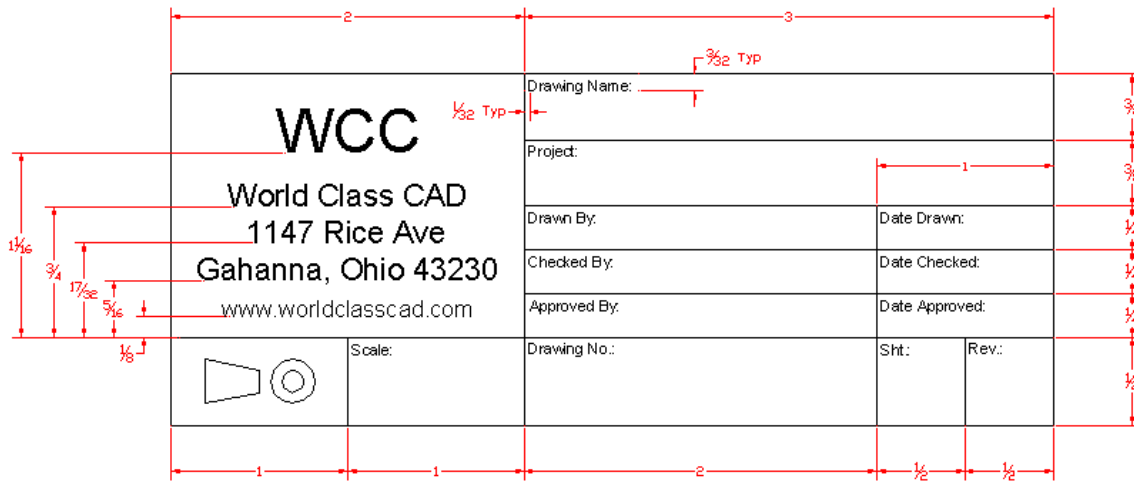 2
3
3/32 Typ
Drawing Name:
1/32 Typ
WCC
Project:
1
World Class CAD
1147 Rice Ave
Gahanna, Ohio 43230
www.worldclasscad.com
Drawn By:
Date Drawn:
Checked By:
Date Checked:
Approved By:
Date Approved:
1 1/16
3/4
17/32
5/16
1/8
Scale:
Drawing No.:
Sht.:
Rev.:
1
1
2
1/2
1/2